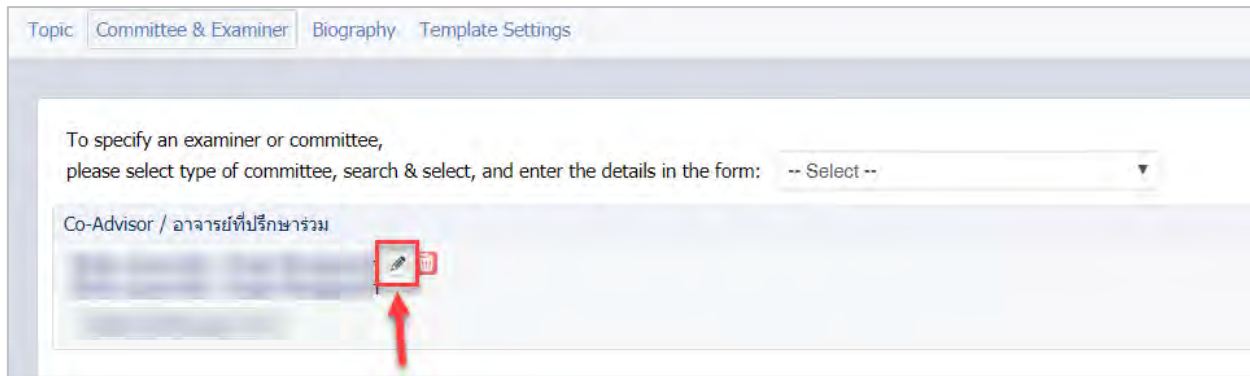 Topic Committee & Examiner Biography Template Settings
To specify an examiner or committee,
please select type of committee, search & select, and enter the details in the form: -- Select --
Co-Advisor / อาจารย์ที่ปรึกษาร่วม